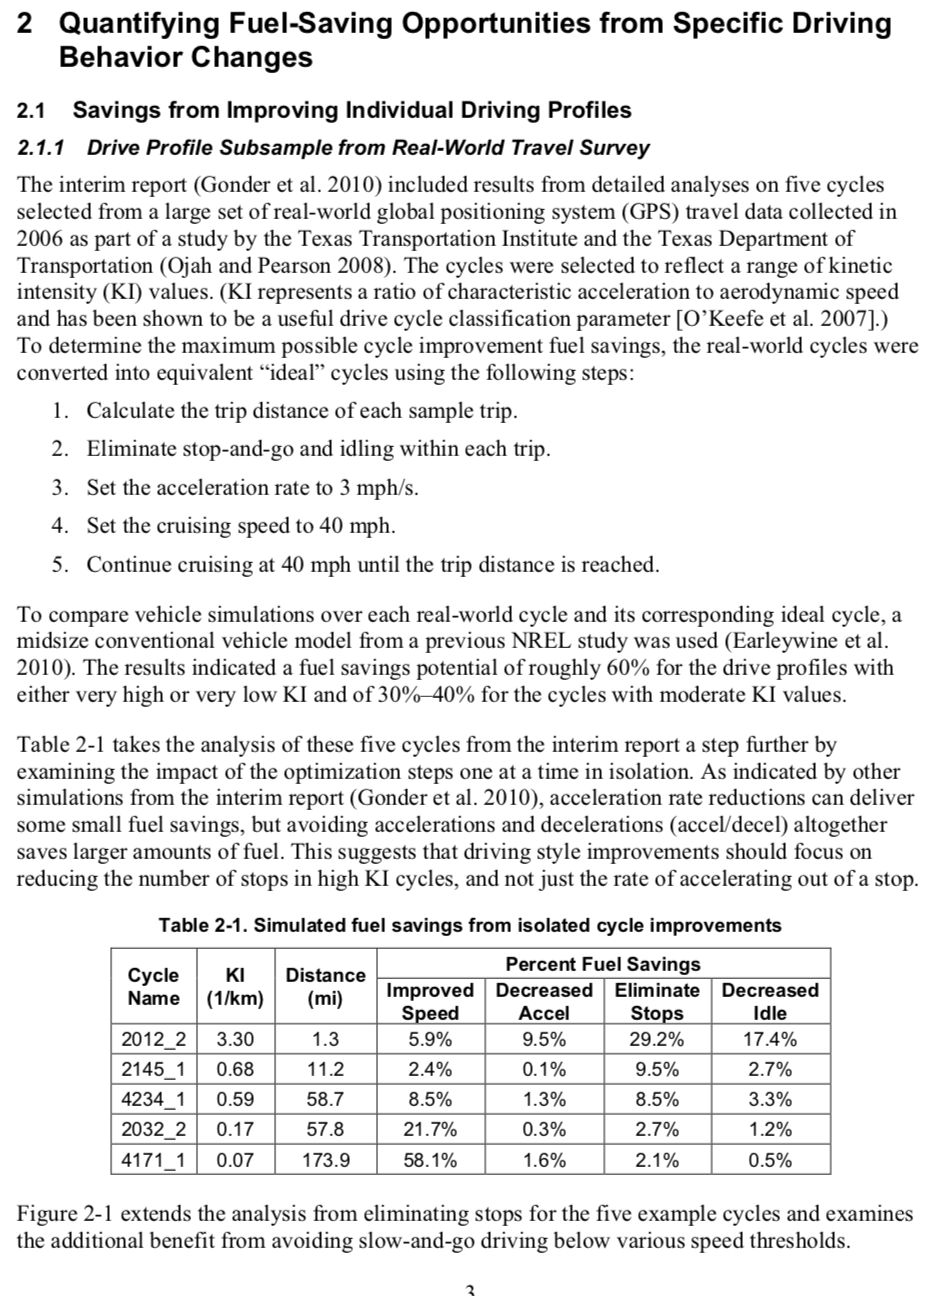 2 Quantifying Fuel-Saving Opportunities from Specific Driving
Behavior Changes
2.1 Savings from Improving Individual Driving Profiles
2.1.1 Drive Profile Subsample from Real-World Travel Survey
The interim report (Gonder et al. 2010) included results from detailed analyses on five cycles
selected from a large set of real-world global positioning system (GPS) travel data collected in
2006 as part of a study by the Texas Transportation Institute and the Texas Department of
Transportation (Ojah and Pearson 2008). The cycles were selected to reflect a range of kinetic
intensity (KI) values. (KI represents a ratio of characteristic acceleration to aerodynamic speed
and has been shown to be a useful drive cycle classification parameter [O’Keefe et al. 2007].)
To determine the maximum possible cycle improvement fuel savings, the real-world cycles were
converted into equivalent “ideal” cycles using the following steps:
1. Calculate the trip distance of each sample trip.
2. Eliminate stop-and-go and idling within each trip.
3. Set the acceleration rate to 3 mph/s.
4. Set the cruising speed to 40 mph.
5. Continue cruising at 40 mph until the trip distance is reached.
To compare vehicle simulations over each real-world cycle and its corresponding ideal cycle, a
midsize conventional vehicle model from a previous NREL study was used (Earleywine et al.
2010). The results indicated a fuel savings potential of roughly 60% for the drive profiles with
either very high or very low KI and of 30%–40% for the cycles with moderate KI values.
Table 2-1 takes the analysis of these five cycles from the interim report a step further by
examining the impact of the optimization steps one at a time in isolation. As indicated by other
simulations from the interim report (Gonder et al. 2010), acceleration rate reductions can deliver
some small fuel savings, but avoiding accelerations and decelerations (accel/decel) altogether
saves larger amounts of fuel. This suggests that driving style improvements should focus on
reducing the number of stops in high KI cycles, and not just the rate of accelerating out of a stop.
Table 2-1. Simulated fuel savings from isolated cycle improvements
Cycle Name KI (1/km) Distance (mi) Percent Fuel Savings
Improved Speed Decreased Accel Eliminate Stops Decreased Idle
2012_2 3.30 1.3 5.9% 9.5% 29.2% 17.4%
2145_1 0.68 11.2 2.4% 0.1% 9.5% 2.7%
4234_1 0.59 58.7 8.5% 1.3% 8.5% 3.3%
2032_2 0.17 57.8 21.7% 0.3% 2.7% 1.2%
4171_1 0.07 173.9 58.1% 1.6% 2.1% 0.5%
Figure 2-1 extends the analysis from eliminating stops for the five example cycles and examines
the additional benefit from avoiding slow-and-go driving below various speed thresholds.
3